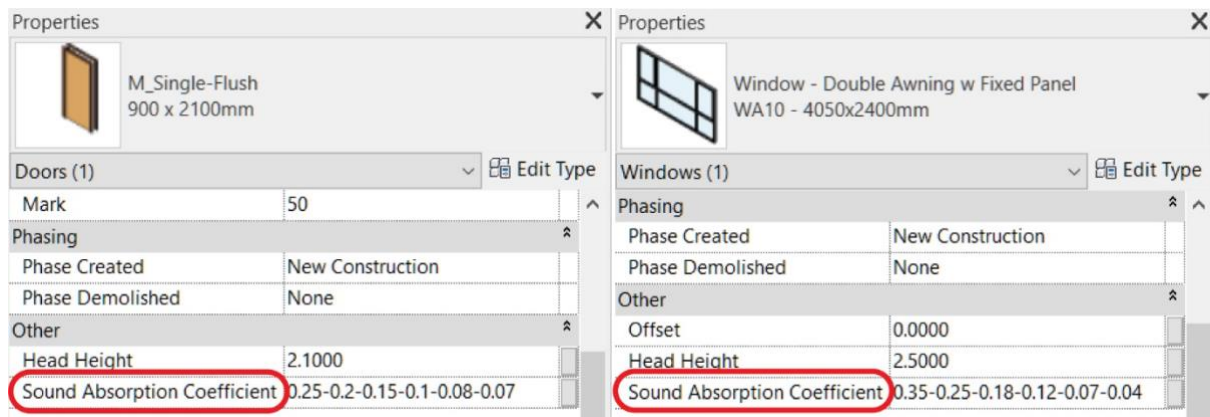 Properties
M_Single-Flush
900 x 2100mm
Doors (1)
Edit Type
Mark 50
Phasing
Phase Created New Construction
Phase Demolished None
Other
Head Height 2.1000
Sound Absorption Coefficient 0.25-0.2-0.15-0.1-0.08-0.07
Properties
Window - Double Awning w Fixed Panel
WA10 - 4050x2400mm
Windows (1)
Edit Type
Phasing
Phase Created New Construction
Phase Demolished None
Other
Offset 0.0000
Head Height 2.5000
Sound Absorption Coefficient 0.35-0.25-0.18-0.12-0.07-0.04